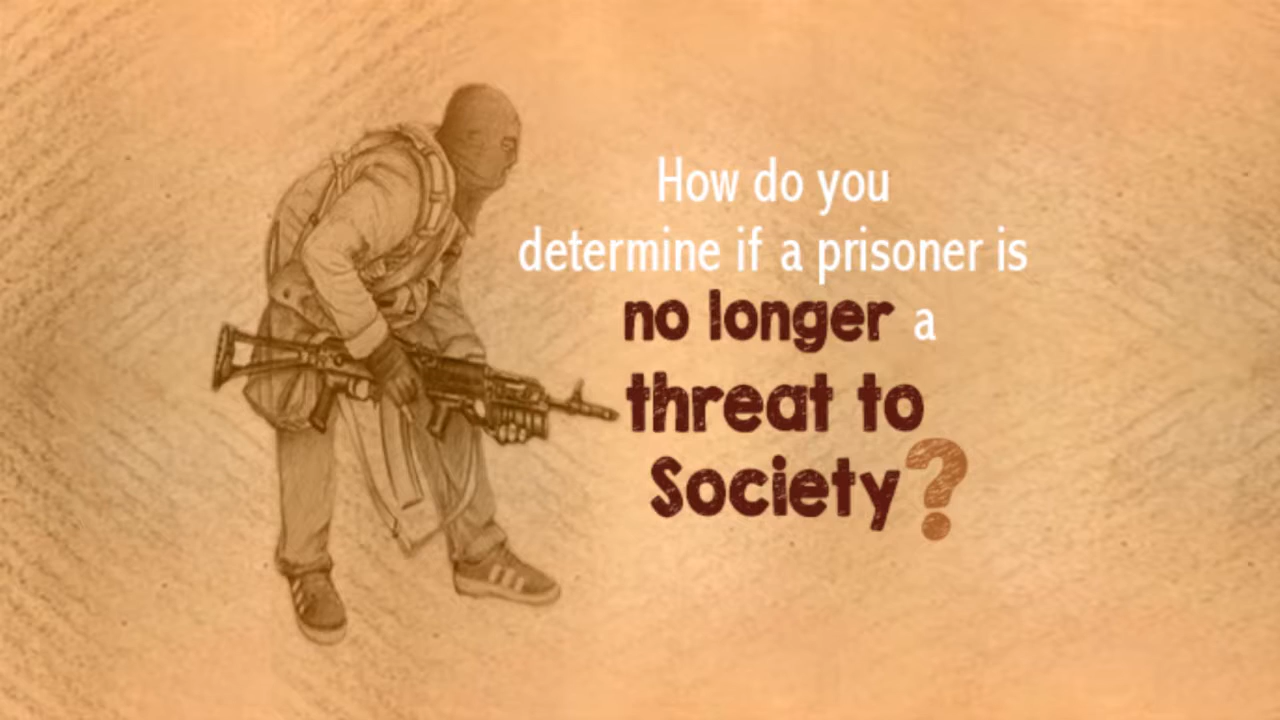 How do you
determine if a prisoner is
no longer a
threat to
Society?